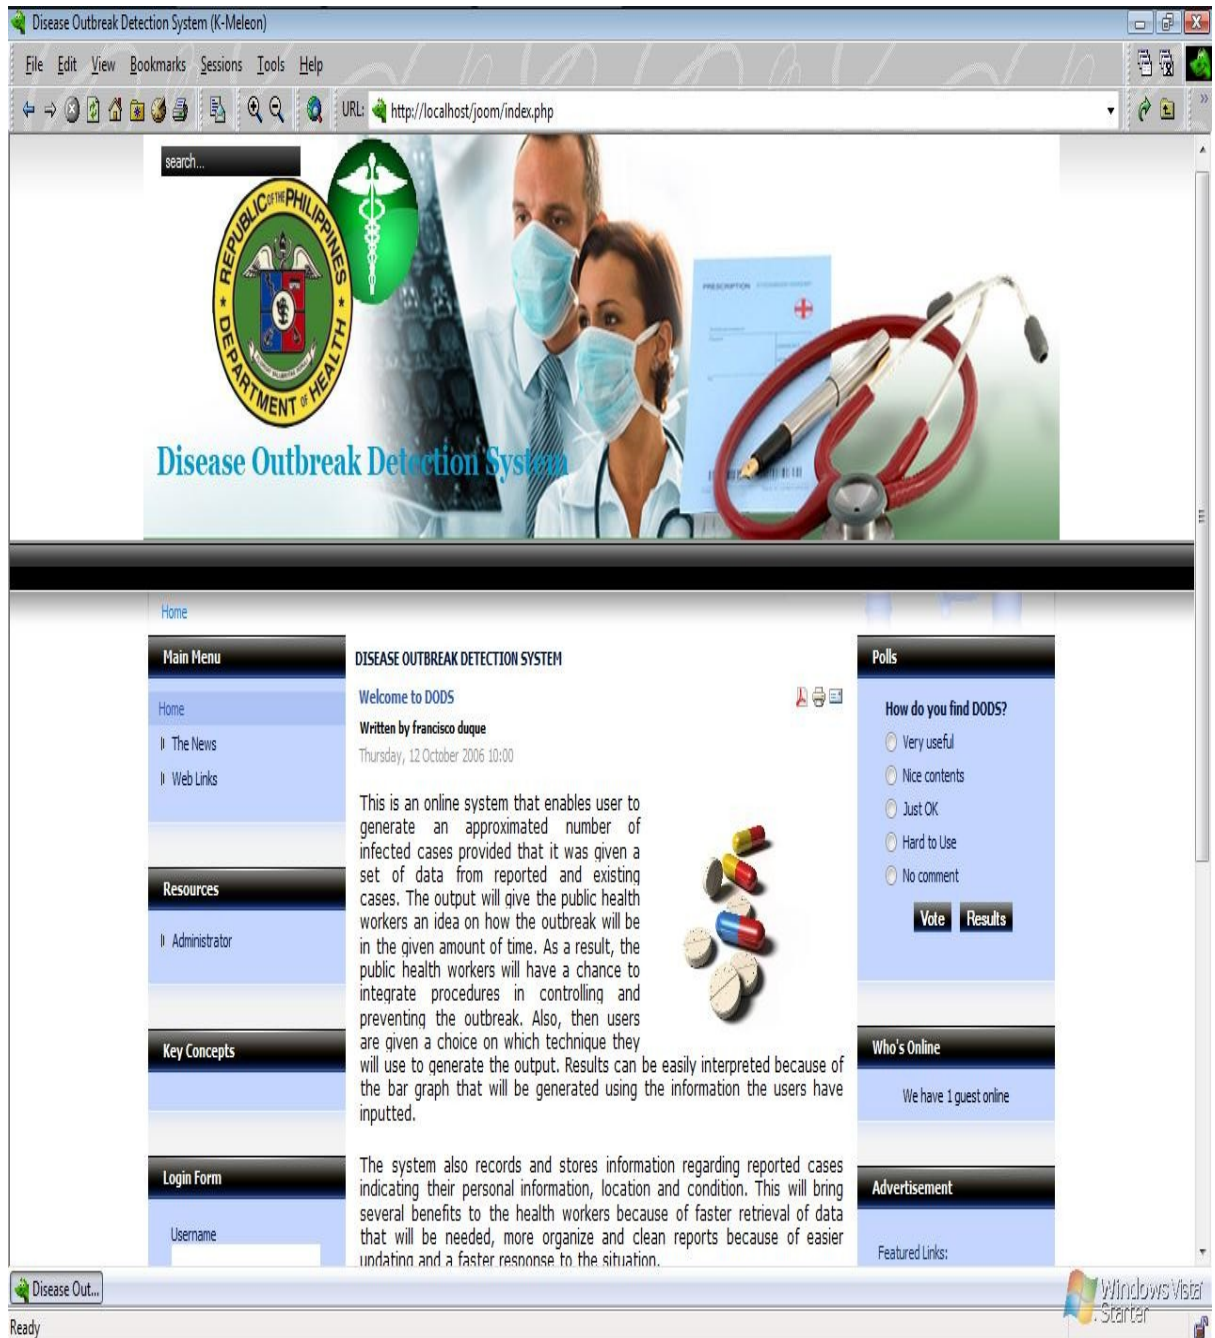 Disease Outbreak Detection System (K-Meleon)
File Edit View Bookmarks Sessions Tools Help
URL: http://localhost/joom/index.php
search...
REPUBLIC OF THE PHILIPPINES
DEPARTMENT OF HEALTH
PRESCRIPTION
Disease Outbreak Detection System
Home
Main Menu
Home
The News
Web Links
Resources
Administrator
Key Concepts
Login Form
Username
DISEASE OUTBREAK DETECTION SYSTEM
Welcome to DODS
Written by francisco duque
Thursday, 12 October 2006 10:00
This is an online system that enables user to
generate an approximated number of
infected cases provided that it was given a
set of data from reported and existing
cases. The output will give the public health
workers an idea on how the outbreak will be
in the given amount of time. As a result, the
public health workers will have a chance to
integrate procedures in controlling and
preventing the outbreak. Also, then users
are given a choice on which technique they
will use to generate the output. Results can be easily interpreted because of
the bar graph that will be generated using the information the users have
inputted.
The system also records and stores information regarding reported cases
indicating their personal information, location and condition. This will bring
several benefits to the health workers because of faster retrieval of data
that will be needed, more organize and clean reports because of easier
updating and a faster response to the situation.
Polls
How do you find DODS?
Very useful
Nice contents
Just OK
Hard to Use
No comment
Vote Results
Who's Online
We have 1 guest online
Advertisement
Featured Links:
Disease Out...
Windows Vista
Starter
Ready